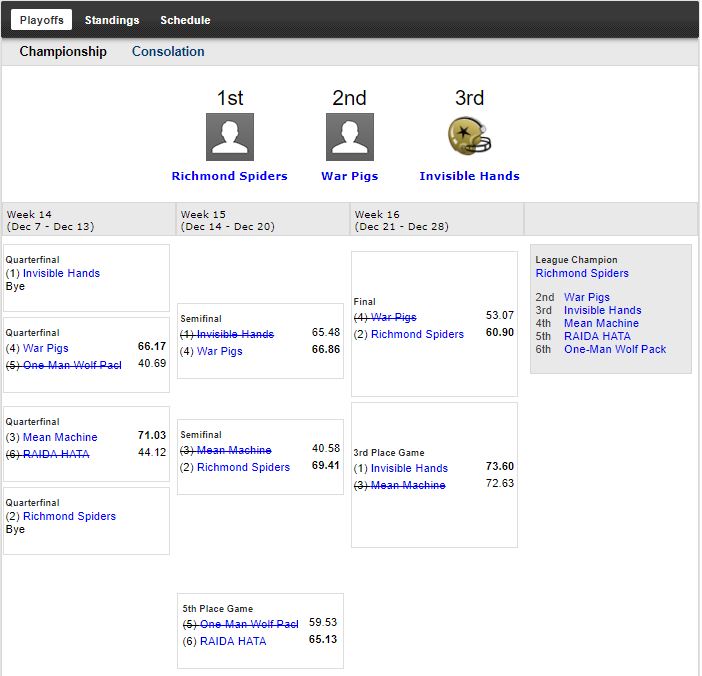 Playoffs Standings Schedule
Championship Consolation
1st 2nd 3rd
Richmond Spiders War Pigs Invisible Hands
Week 14
(Dec 7 - Dec 13)
Week 15
(Dec 14 - Dec 20)
Week 16
(Dec 21 - Dec 28)
Quarterfinal
(1) Invisible Hands
Bye
Quarterfinal
(4) War Pigs 66.17
(5) One-Man Wolf Pacl 40.69
Quarterfinal
(3) Mean Machine 71.03
(6) RAIDA HATA 44.12
Quarterfinal
(2) Richmond Spiders
Bye
Semifinal
(1) Invisible Hands 65.48
(4) War Pigs 66.86
Semifinal
(3) Mean Machine 40.58
(2) Richmond Spiders 69.41
5th Place Game
(5) One-Man Wolf Pacl 59.53
(6) RAIDA HATA 65.13
Final
(4) War Pigs 53.07
(2) Richmond Spiders 60.90
3rd Place Game
(1) Invisible Hands 73.60
(3) Mean Machine 72.63
League Champion
Richmond Spiders
2nd War Pigs
3rd Invisible Hands
4th Mean Machine
5th RAIDA HATA
6th One-Man Wolf Pack